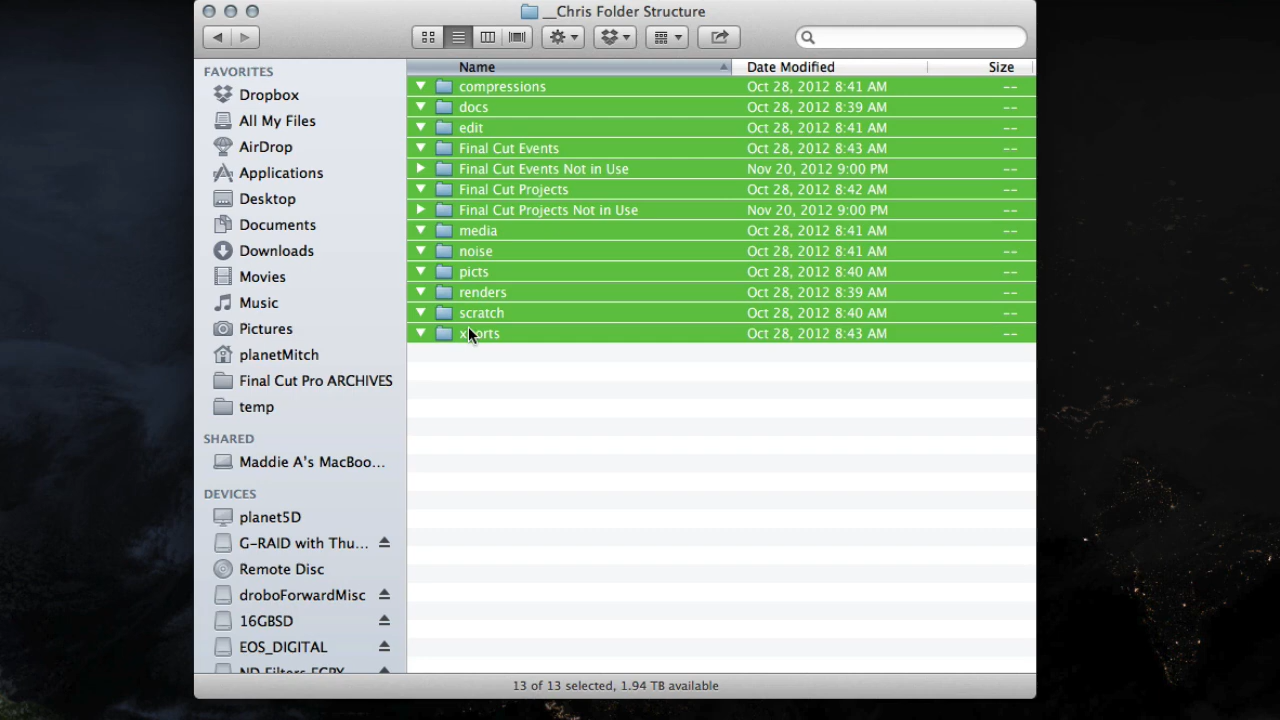 __Chris Folder Structure
Name Date Modified Size
FAVORITES
Dropbox
All My Files
AirDrop
Applications
Desktop
Documents
Downloads
Movies
Music
Pictures
planetMitch
Final Cut Pro ARCHIVES
temp
SHARED
Maddie A's MacBoo...
DEVICES
planet5D
G-RAID with Thu...
Remote Disc
droboForwardMisc
16GBSD
EOS_DIGITAL
compressions Oct 28, 2012 8:41 AM --
docs Oct 28, 2012 8:39 AM --
edit Oct 28, 2012 8:41 AM --
Final Cut Events Oct 28, 2012 8:43 AM --
Final Cut Events Not in Use Nov 20, 2012 9:00 PM --
Final Cut Projects Oct 28, 2012 8:42 AM --
Final Cut Projects Not in Use Nov 20, 2012 9:00 PM --
media Oct 28, 2012 8:41 AM --
noise Oct 28, 2012 8:41 AM --
picts Oct 28, 2012 8:40 AM --
renders Oct 28, 2012 8:39 AM --
scratch Oct 28, 2012 8:40 AM --
Oct 28, 2012 8:43 AM --
13 of 13 selected, 1.94 TB available